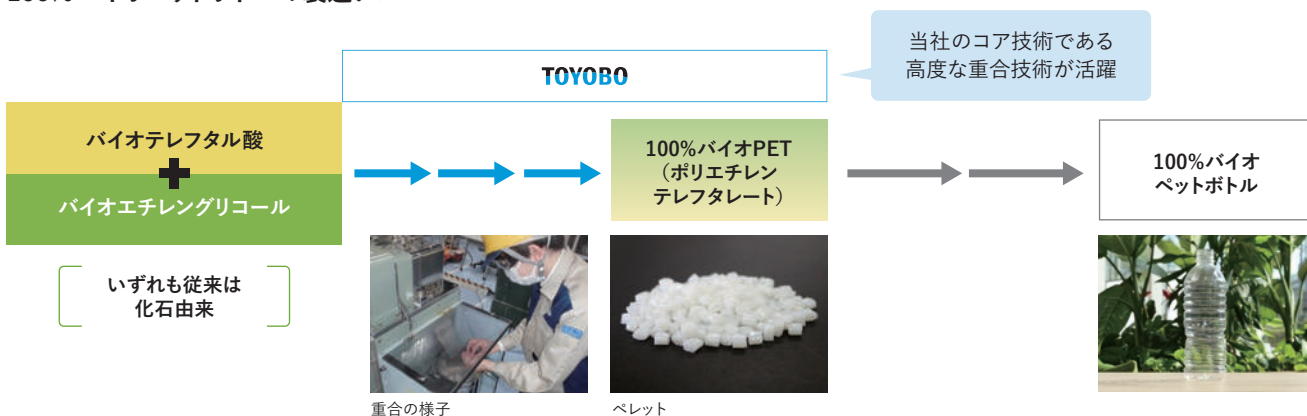 TOYOBO
当社のコア技術である
高度な重合技術が活躍
バイオテレフタル酸
+
バイオエチレングリコール
いずれも従来は
化石由来
100%バイオPET
(ポリエチレン
テレフタレート)
100%バイオ
ペットボトル
重合の様子
ペレット